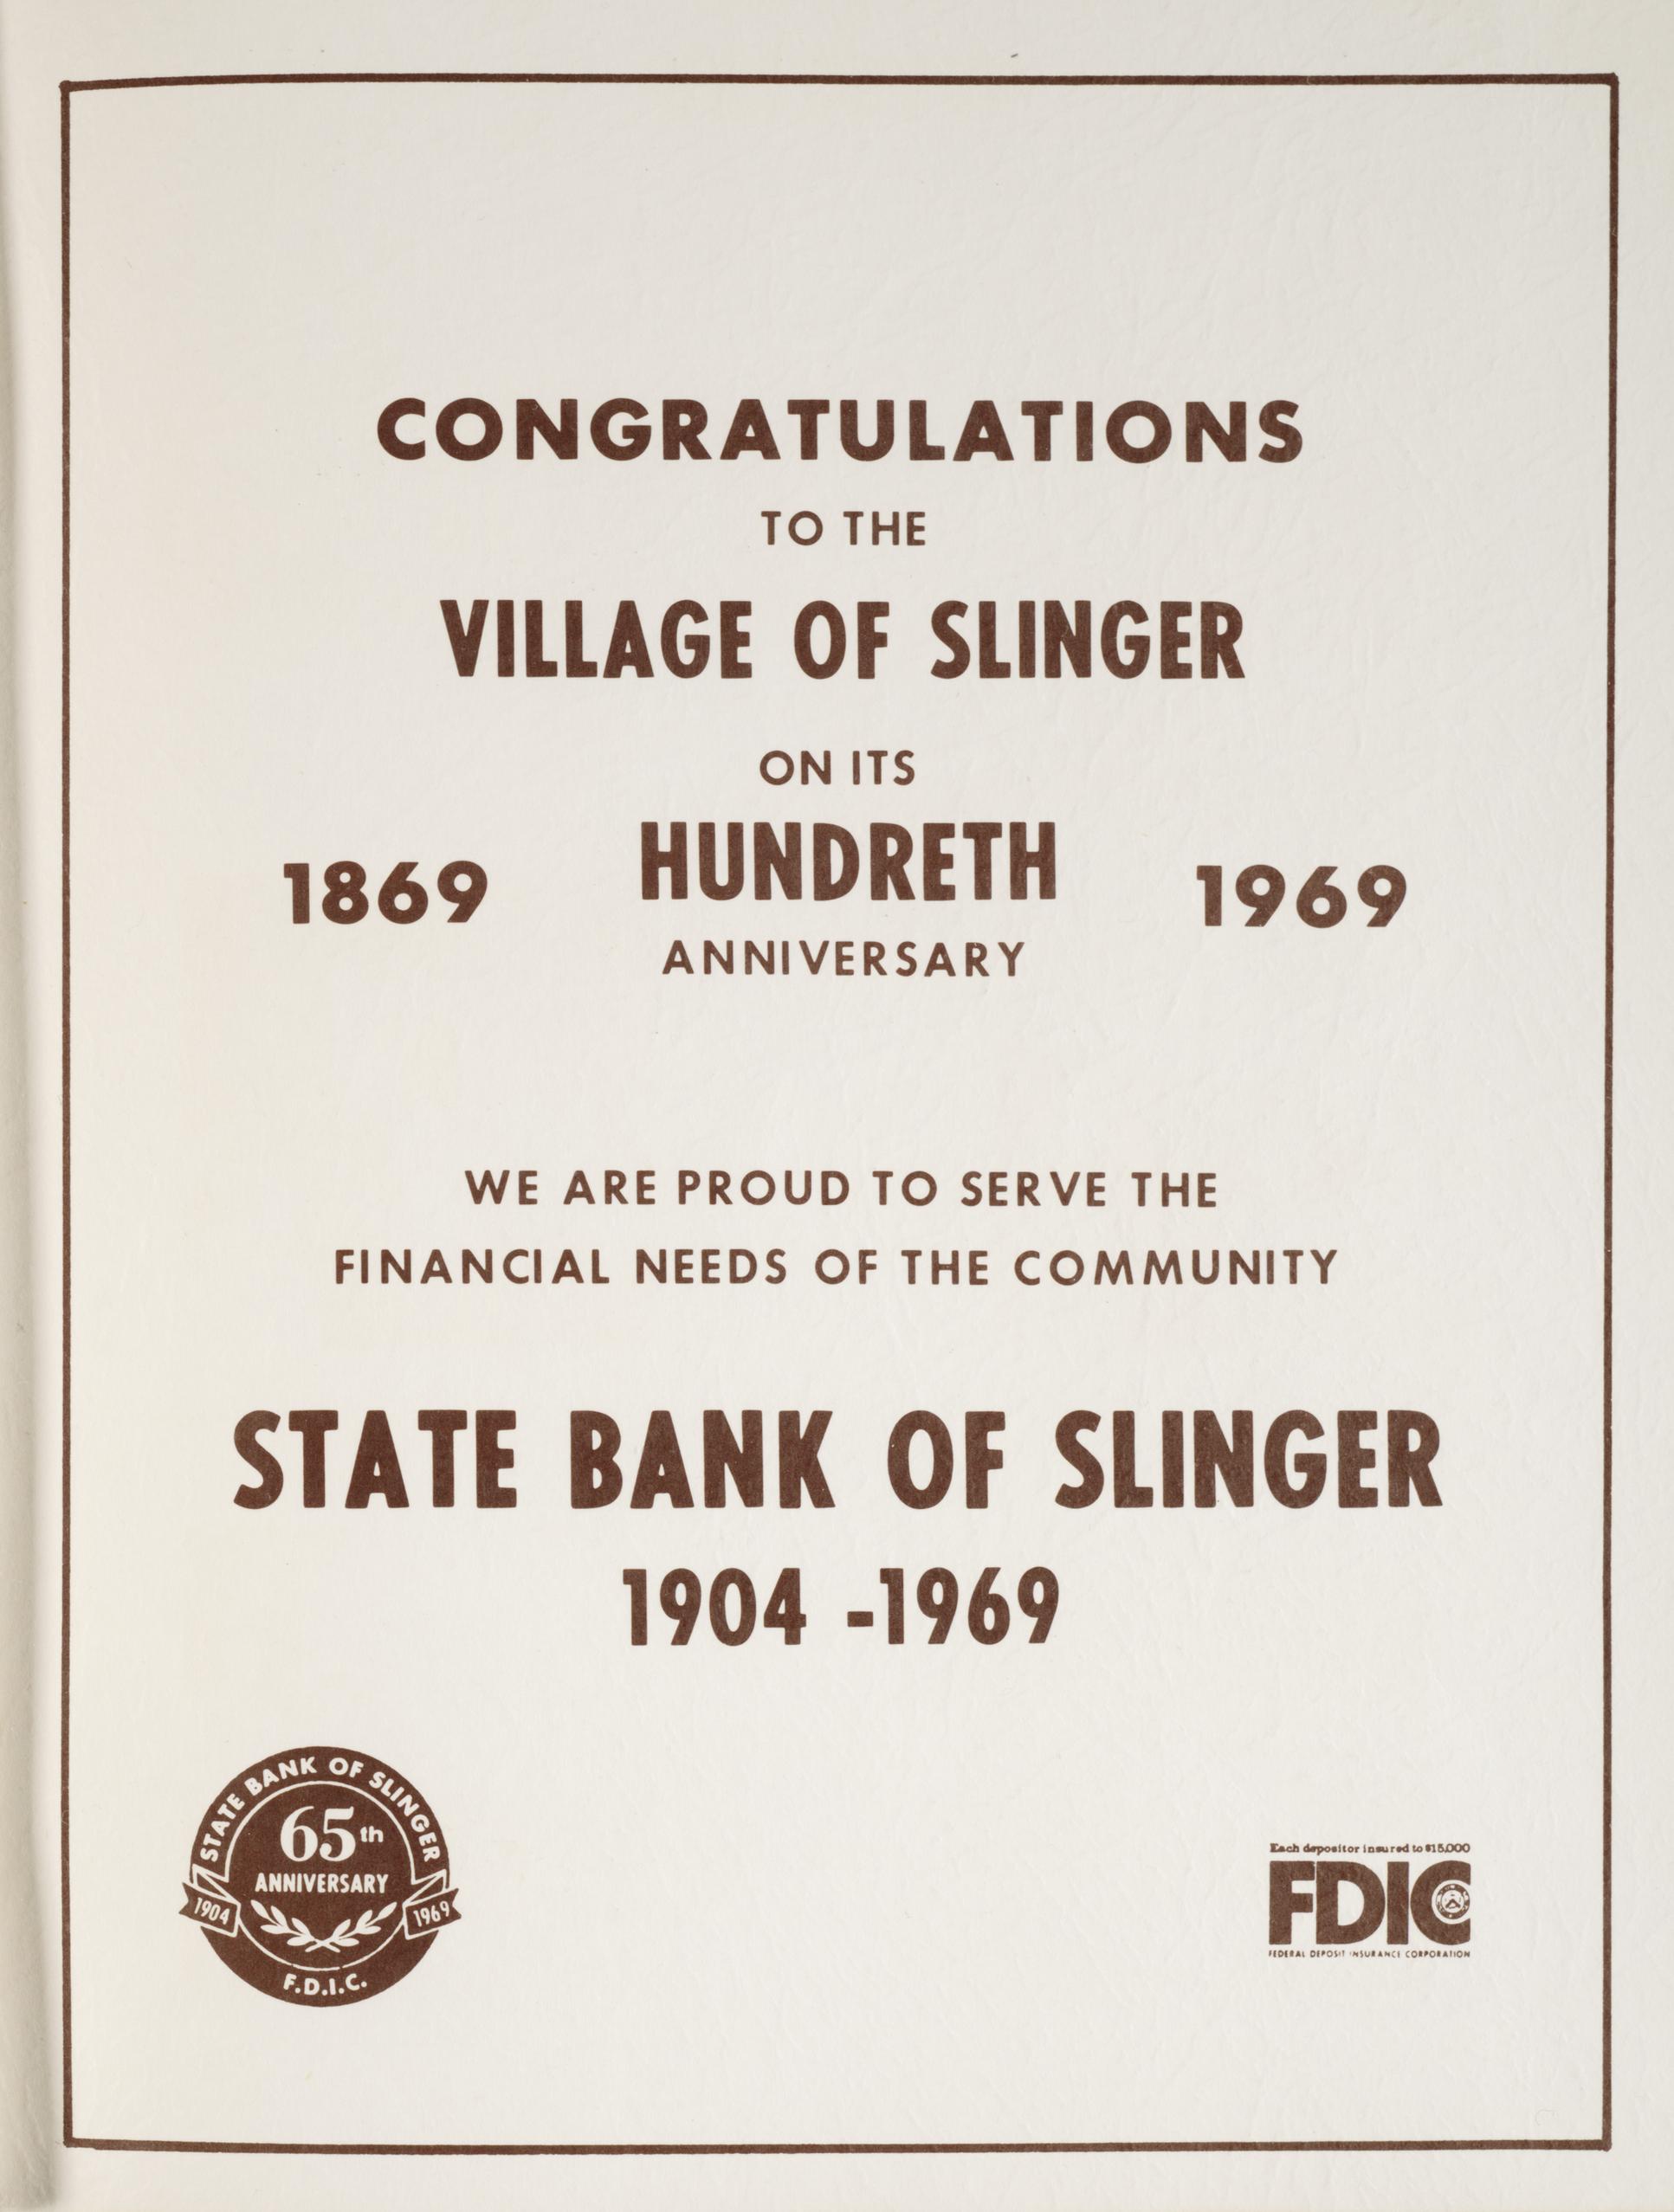 CONGRATULATIONS
TO THE
VILLAGE OF SLINGER
ON ITS
1869 HUNDRETH 1969
ANNIVERSARY
WE ARE PROUD TO SERVE THE
FINANCIAL NEEDS OF THE COMMUNITY
STATE BANK OF SLINGER
1904 -1969
STATE BANK OF SLINGER
65th
ANNIVERSARY
1904 1969
F.D.I.C.
Each depositor insured to $15,000
FDIC
FEDERAL DEPOSIT INSURANCE CORPORATION